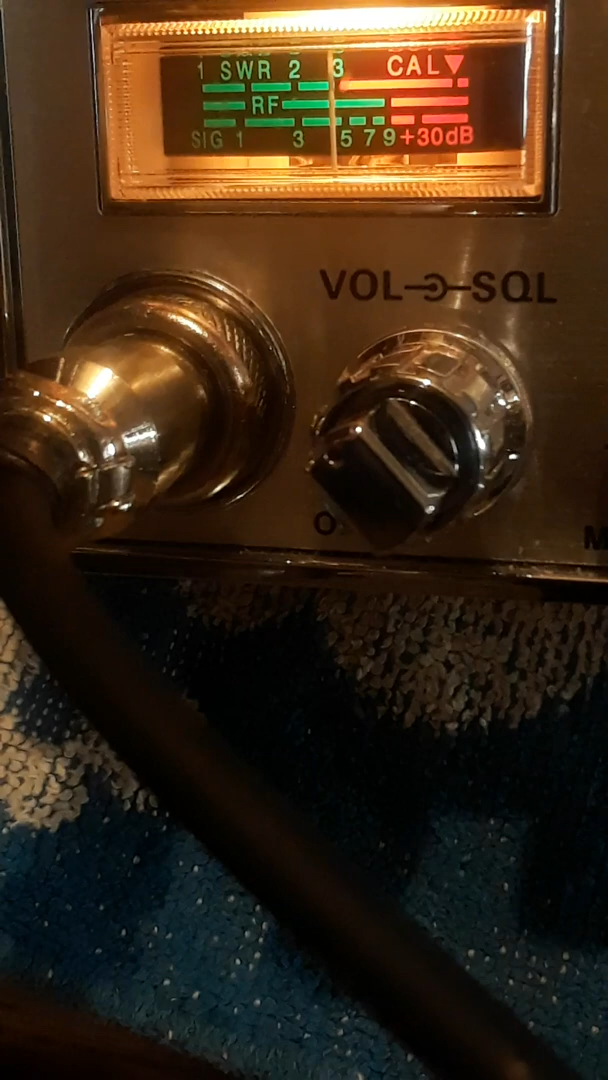 1 SWR 2 3 CAL
RF
SIG 1 3 5 7 9 +30dB
VOL SQL
O
M